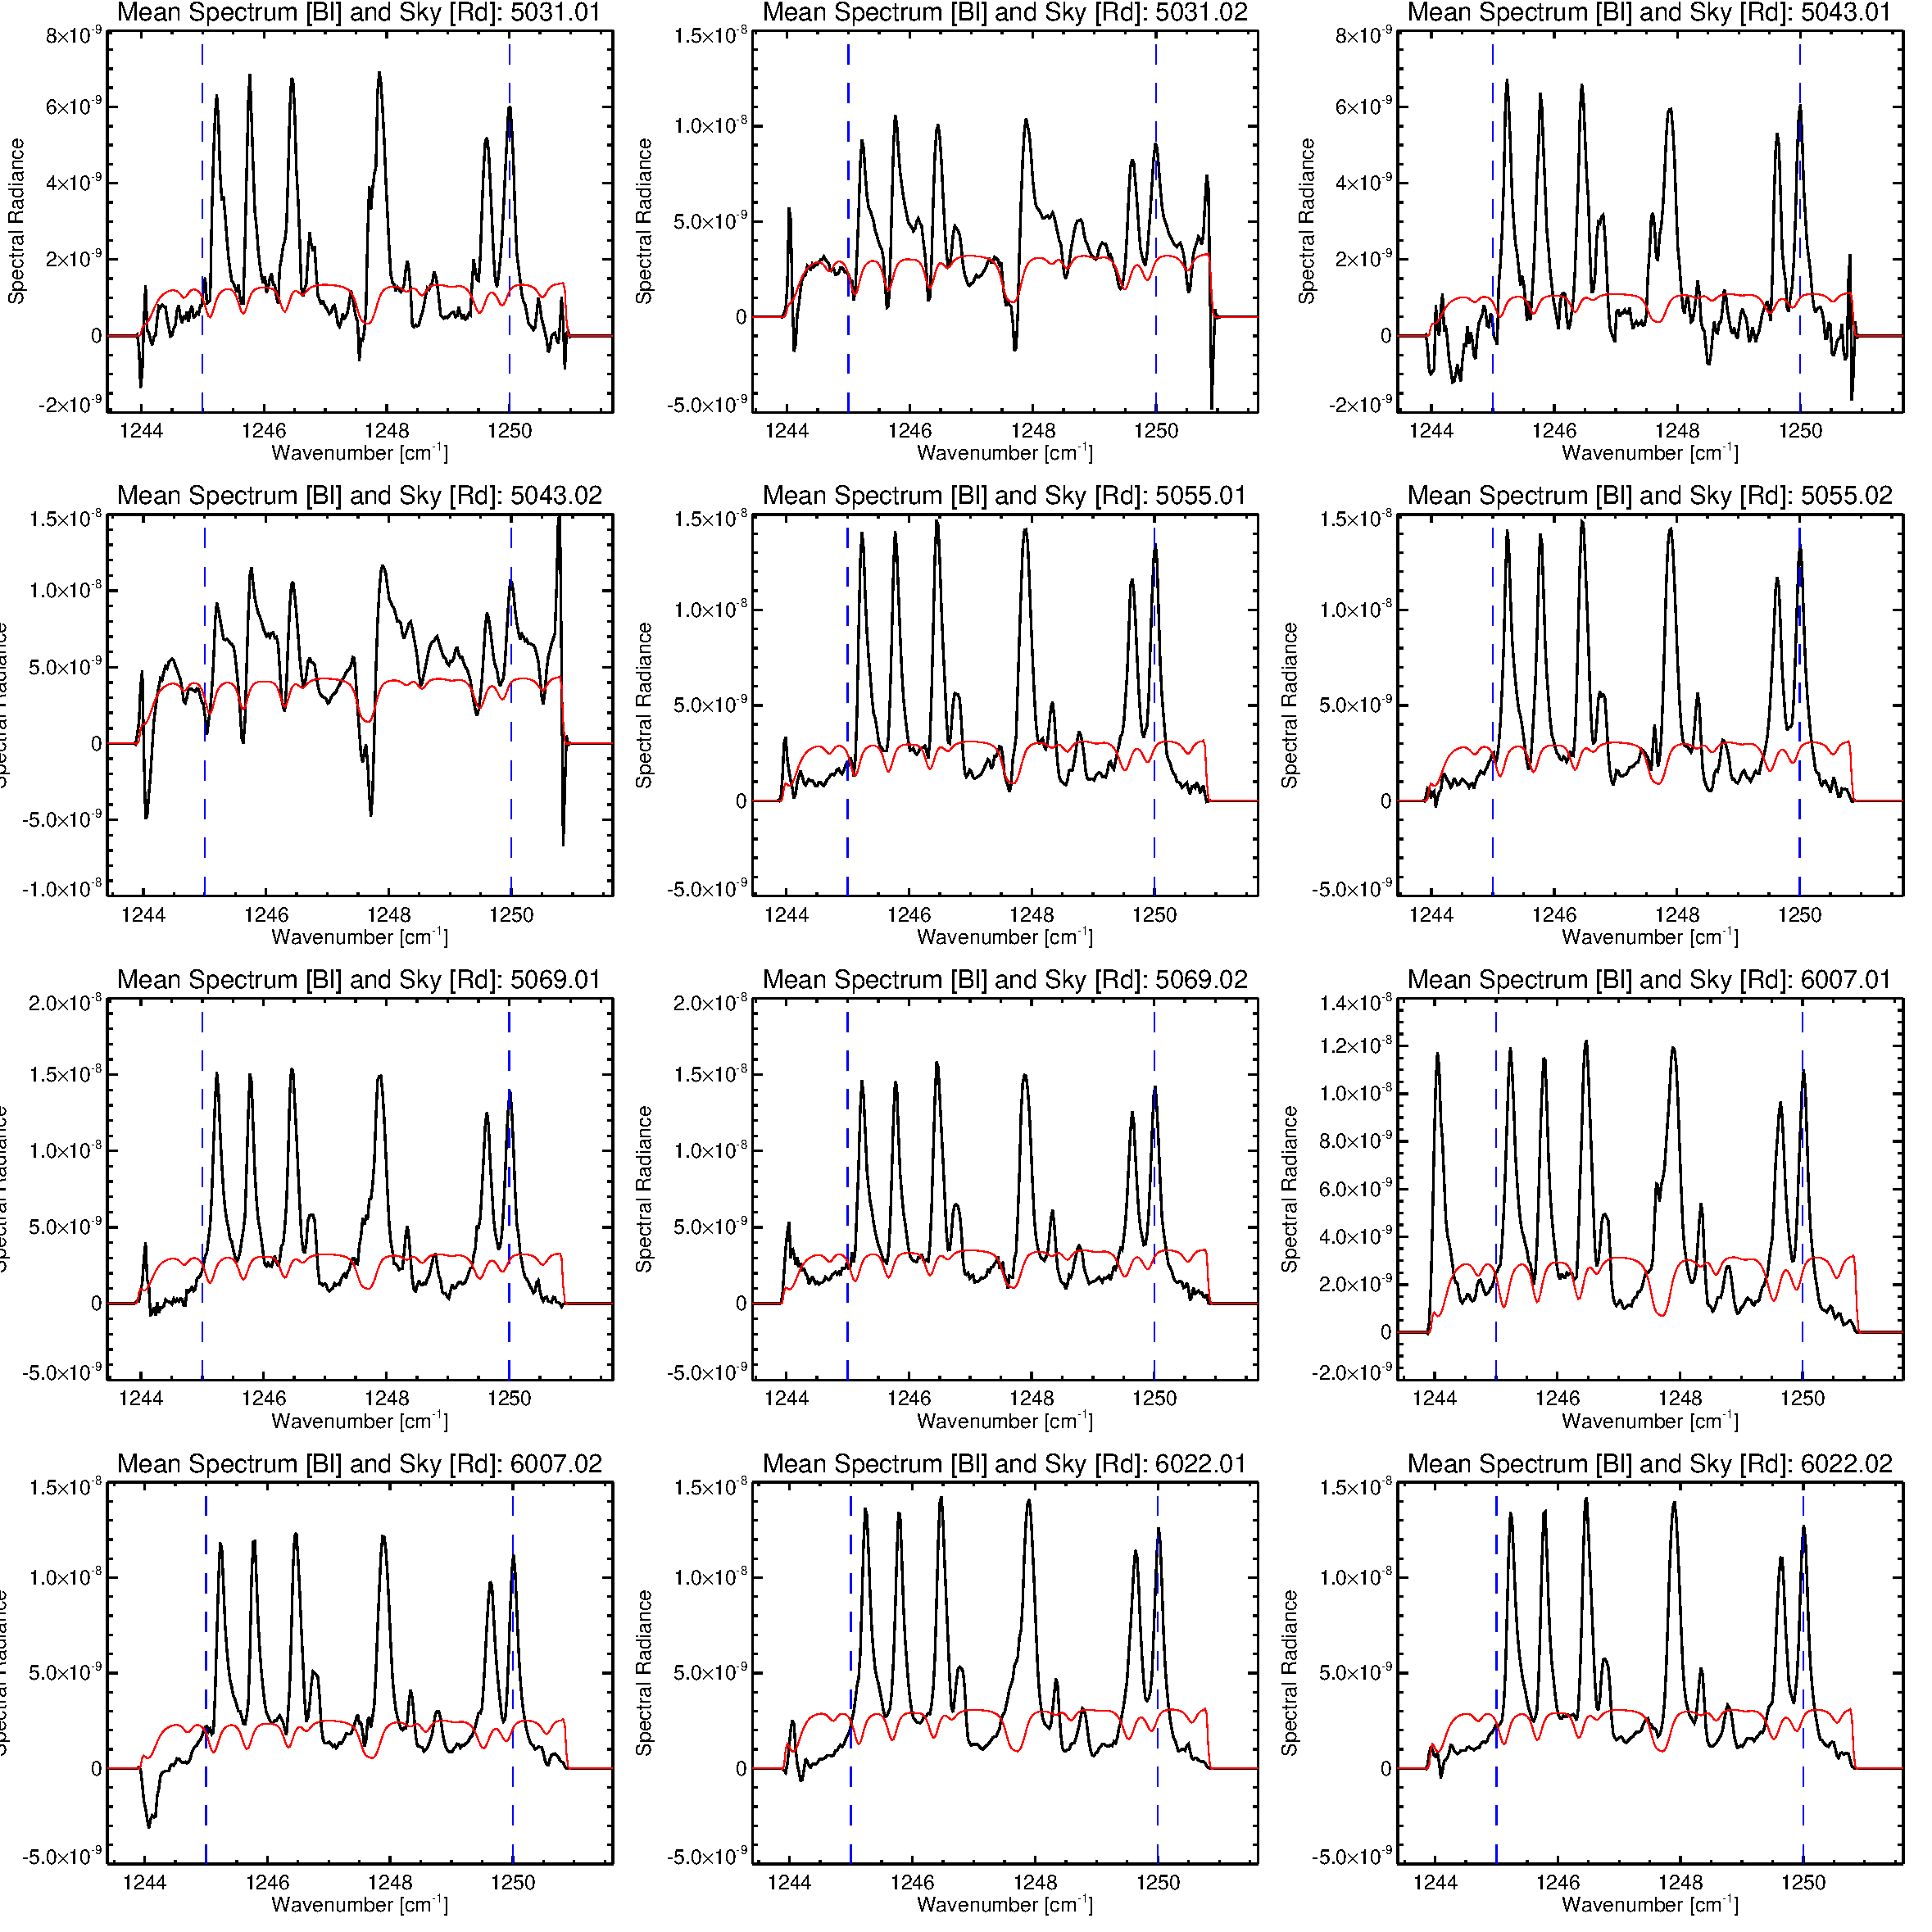 Mean Spectrum [Bl] and Sky [Rd]: 5031.01
8×10⁻⁹
6×10⁻⁹
4×10⁻⁹
2×10⁻⁹
0
-2×10⁻⁹
Spectral Radiance
1244 1246 1248 1250
Wavenumber [cm⁻¹]
Mean Spectrum [Bl] and Sky [Rd]: 5031.02
1.5×10⁻⁸
1.0×10⁻⁸
5.0×10⁻⁹
0
-5.0×10⁻⁹
Spectral Radiance
1244 1246 1248 1250
Wavenumber [cm⁻¹]
Mean Spectrum [Bl] and Sky [Rd]: 5043.01
8×10⁻⁹
6×10⁻⁹
4×10⁻⁹
2×10⁻⁹
0
-2×10⁻⁹
Spectral Radiance
1244 1246 1248 1250
Wavenumber [cm⁻¹]
Mean Spectrum [Bl] and Sky [Rd]: 5043.02
1.5×10⁻⁸
1.0×10⁻⁸
5.0×10⁻⁹
0
-5.0×10⁻⁹
-1.0×10⁻⁸
Spectral Radiance
1244 1246 1248 1250
Wavenumber [cm⁻¹]
Mean Spectrum [Bl] and Sky [Rd]: 5055.01
1.5×10⁻⁸
1.0×10⁻⁸
5.0×10⁻⁹
0
-5.0×10⁻⁹
Spectral Radiance
1244 1246 1248 1250
Wavenumber [cm⁻¹]
Mean Spectrum [Bl] and Sky [Rd]: 5055.02
1.5×10⁻⁸
1.0×10⁻⁸
5.0×10⁻⁹
0
-5.0×10⁻⁹
Spectral Radiance
1244 1246 1248 1250
Wavenumber [cm⁻¹]
Mean Spectrum [Bl] and Sky [Rd]: 5069.01
2.0×10⁻⁸
1.5×10⁻⁸
1.0×10⁻⁸
5.0×10⁻⁹
0
-5.0×10⁻⁹
Spectral Radiance
1244 1246 1248 1250
Wavenumber [cm⁻¹]
Mean Spectrum [Bl] and Sky [Rd]: 5069.02
2.0×10⁻⁸
1.5×10⁻⁸
1.0×10⁻⁸
5.0×10⁻⁹
0
-5.0×10⁻⁹
Spectral Radiance
1244 1246 1248 1250
Wavenumber [cm⁻¹]
Mean Spectrum [Bl] and Sky [Rd]: 6007.01
1.4×10⁻⁸
1.2×10⁻⁸
1.0×10⁻⁸
8.0×10⁻⁹
6.0×10⁻⁹
4.0×10⁻⁹
2.0×10⁻⁹
0
-2.0×10⁻⁹
Spectral Radiance
1244 1246 1248 1250
Wavenumber [cm⁻¹]
Mean Spectrum [Bl] and Sky [Rd]: 6007.02
1.5×10⁻⁸
1.0×10⁻⁸
5.0×10⁻⁹
0
-5.0×10⁻⁹
Spectral Radiance
1244 1246 1248 1250
Wavenumber [cm⁻¹]
Mean Spectrum [Bl] and Sky [Rd]: 6022.01
1.5×10⁻⁸
1.0×10⁻⁸
5.0×10⁻⁹
0
-5.0×10⁻⁹
Spectral Radiance
1244 1246 1248 1250
Wavenumber [cm⁻¹]
Mean Spectrum [Bl] and Sky [Rd]: 6022.02
1.5×10⁻⁸
1.0×10⁻⁸
5.0×10⁻⁹
0
-5.0×10⁻⁹
Spectral Radiance
1244 1246 1248 1250
Wavenumber [cm⁻¹]